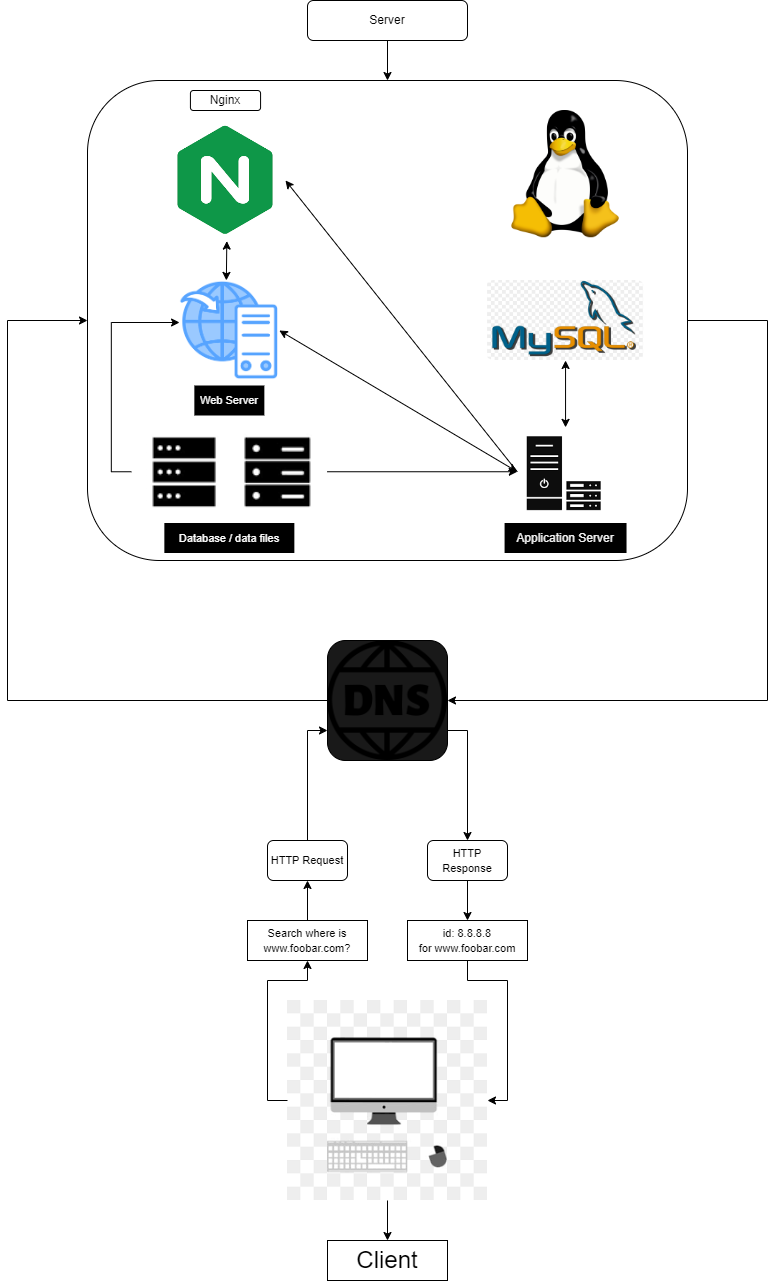 Server
Nginx
N
MySQL
Web Server
Database / data files
Application Server
DNS
HTTP Request
HTTP
Response
Search where is
www.foobar.com?
id: 8.8.8.8
for www.foobar.com
Client